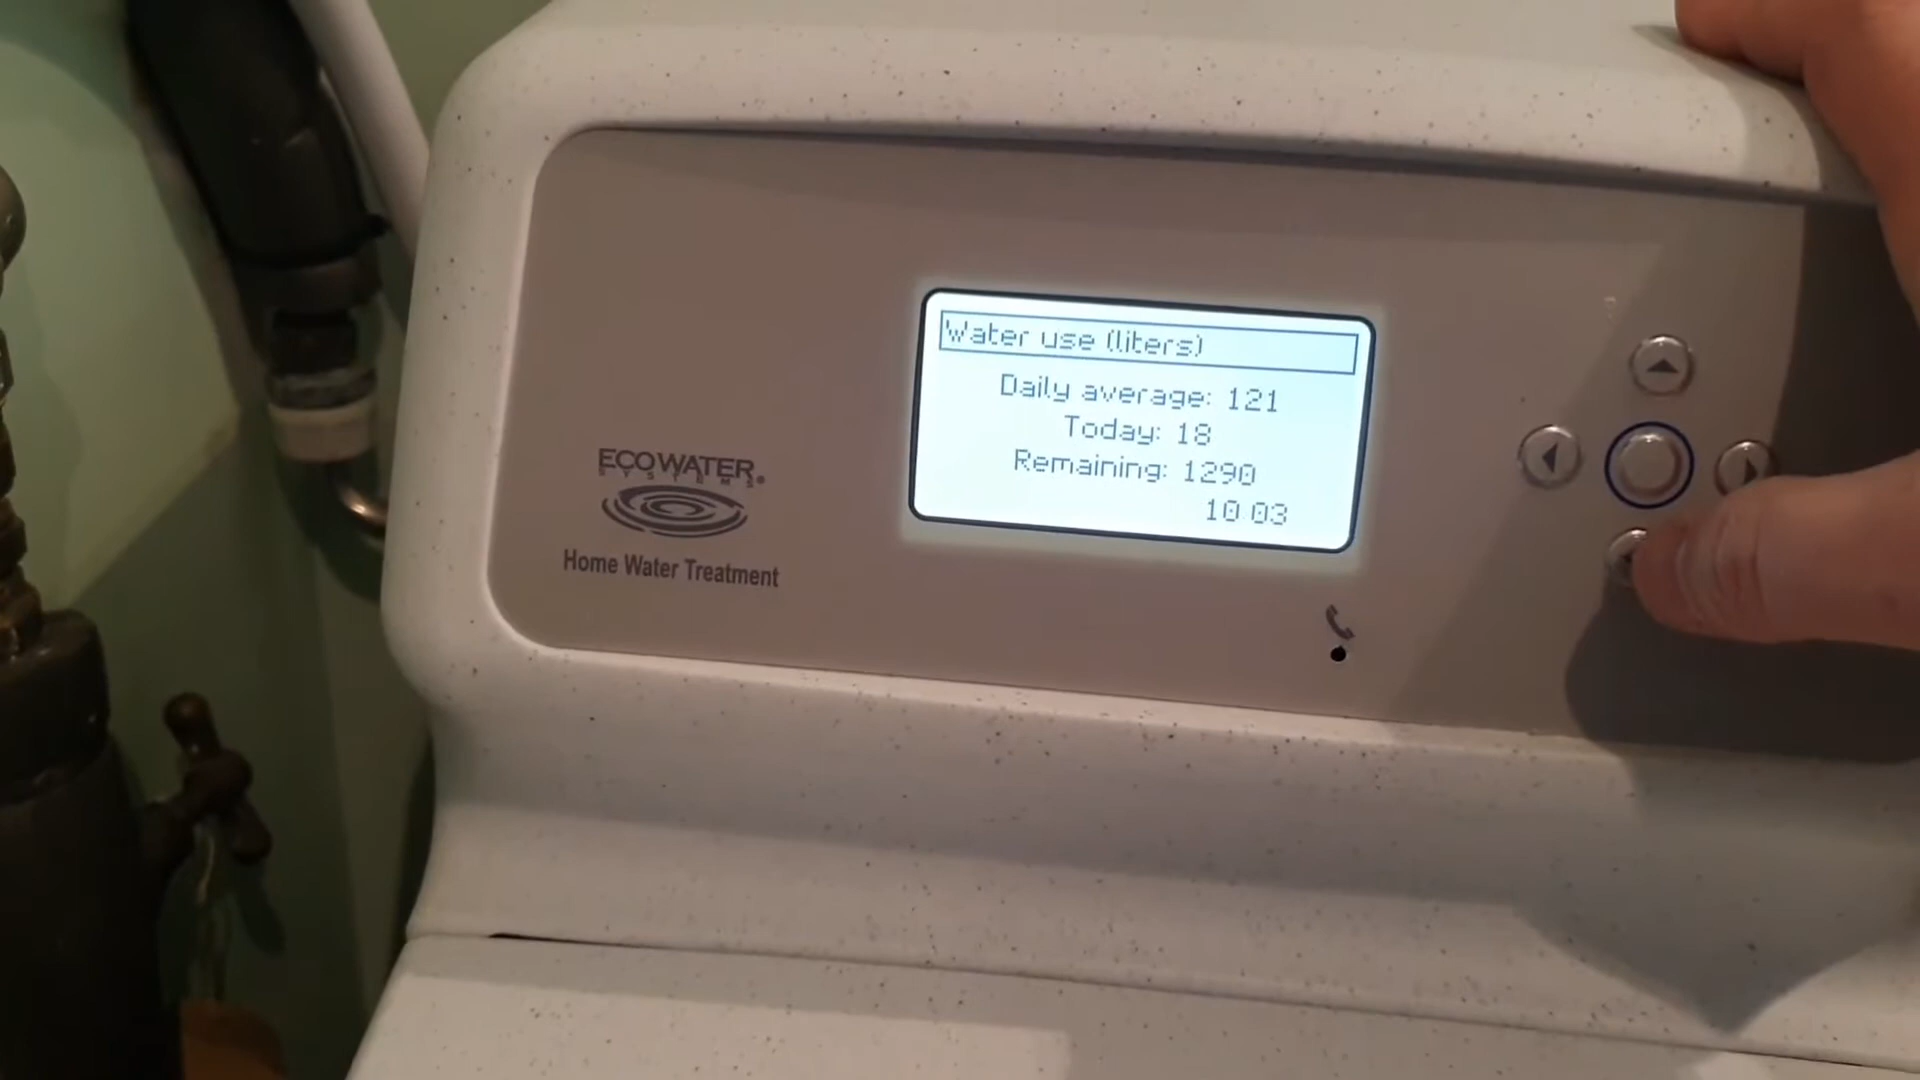 Water use (liters)
Daily average: 121
Today: 18
Remaining: 1290
10 03
ECOWATER®
SYSTEMS
Home Water Treatment